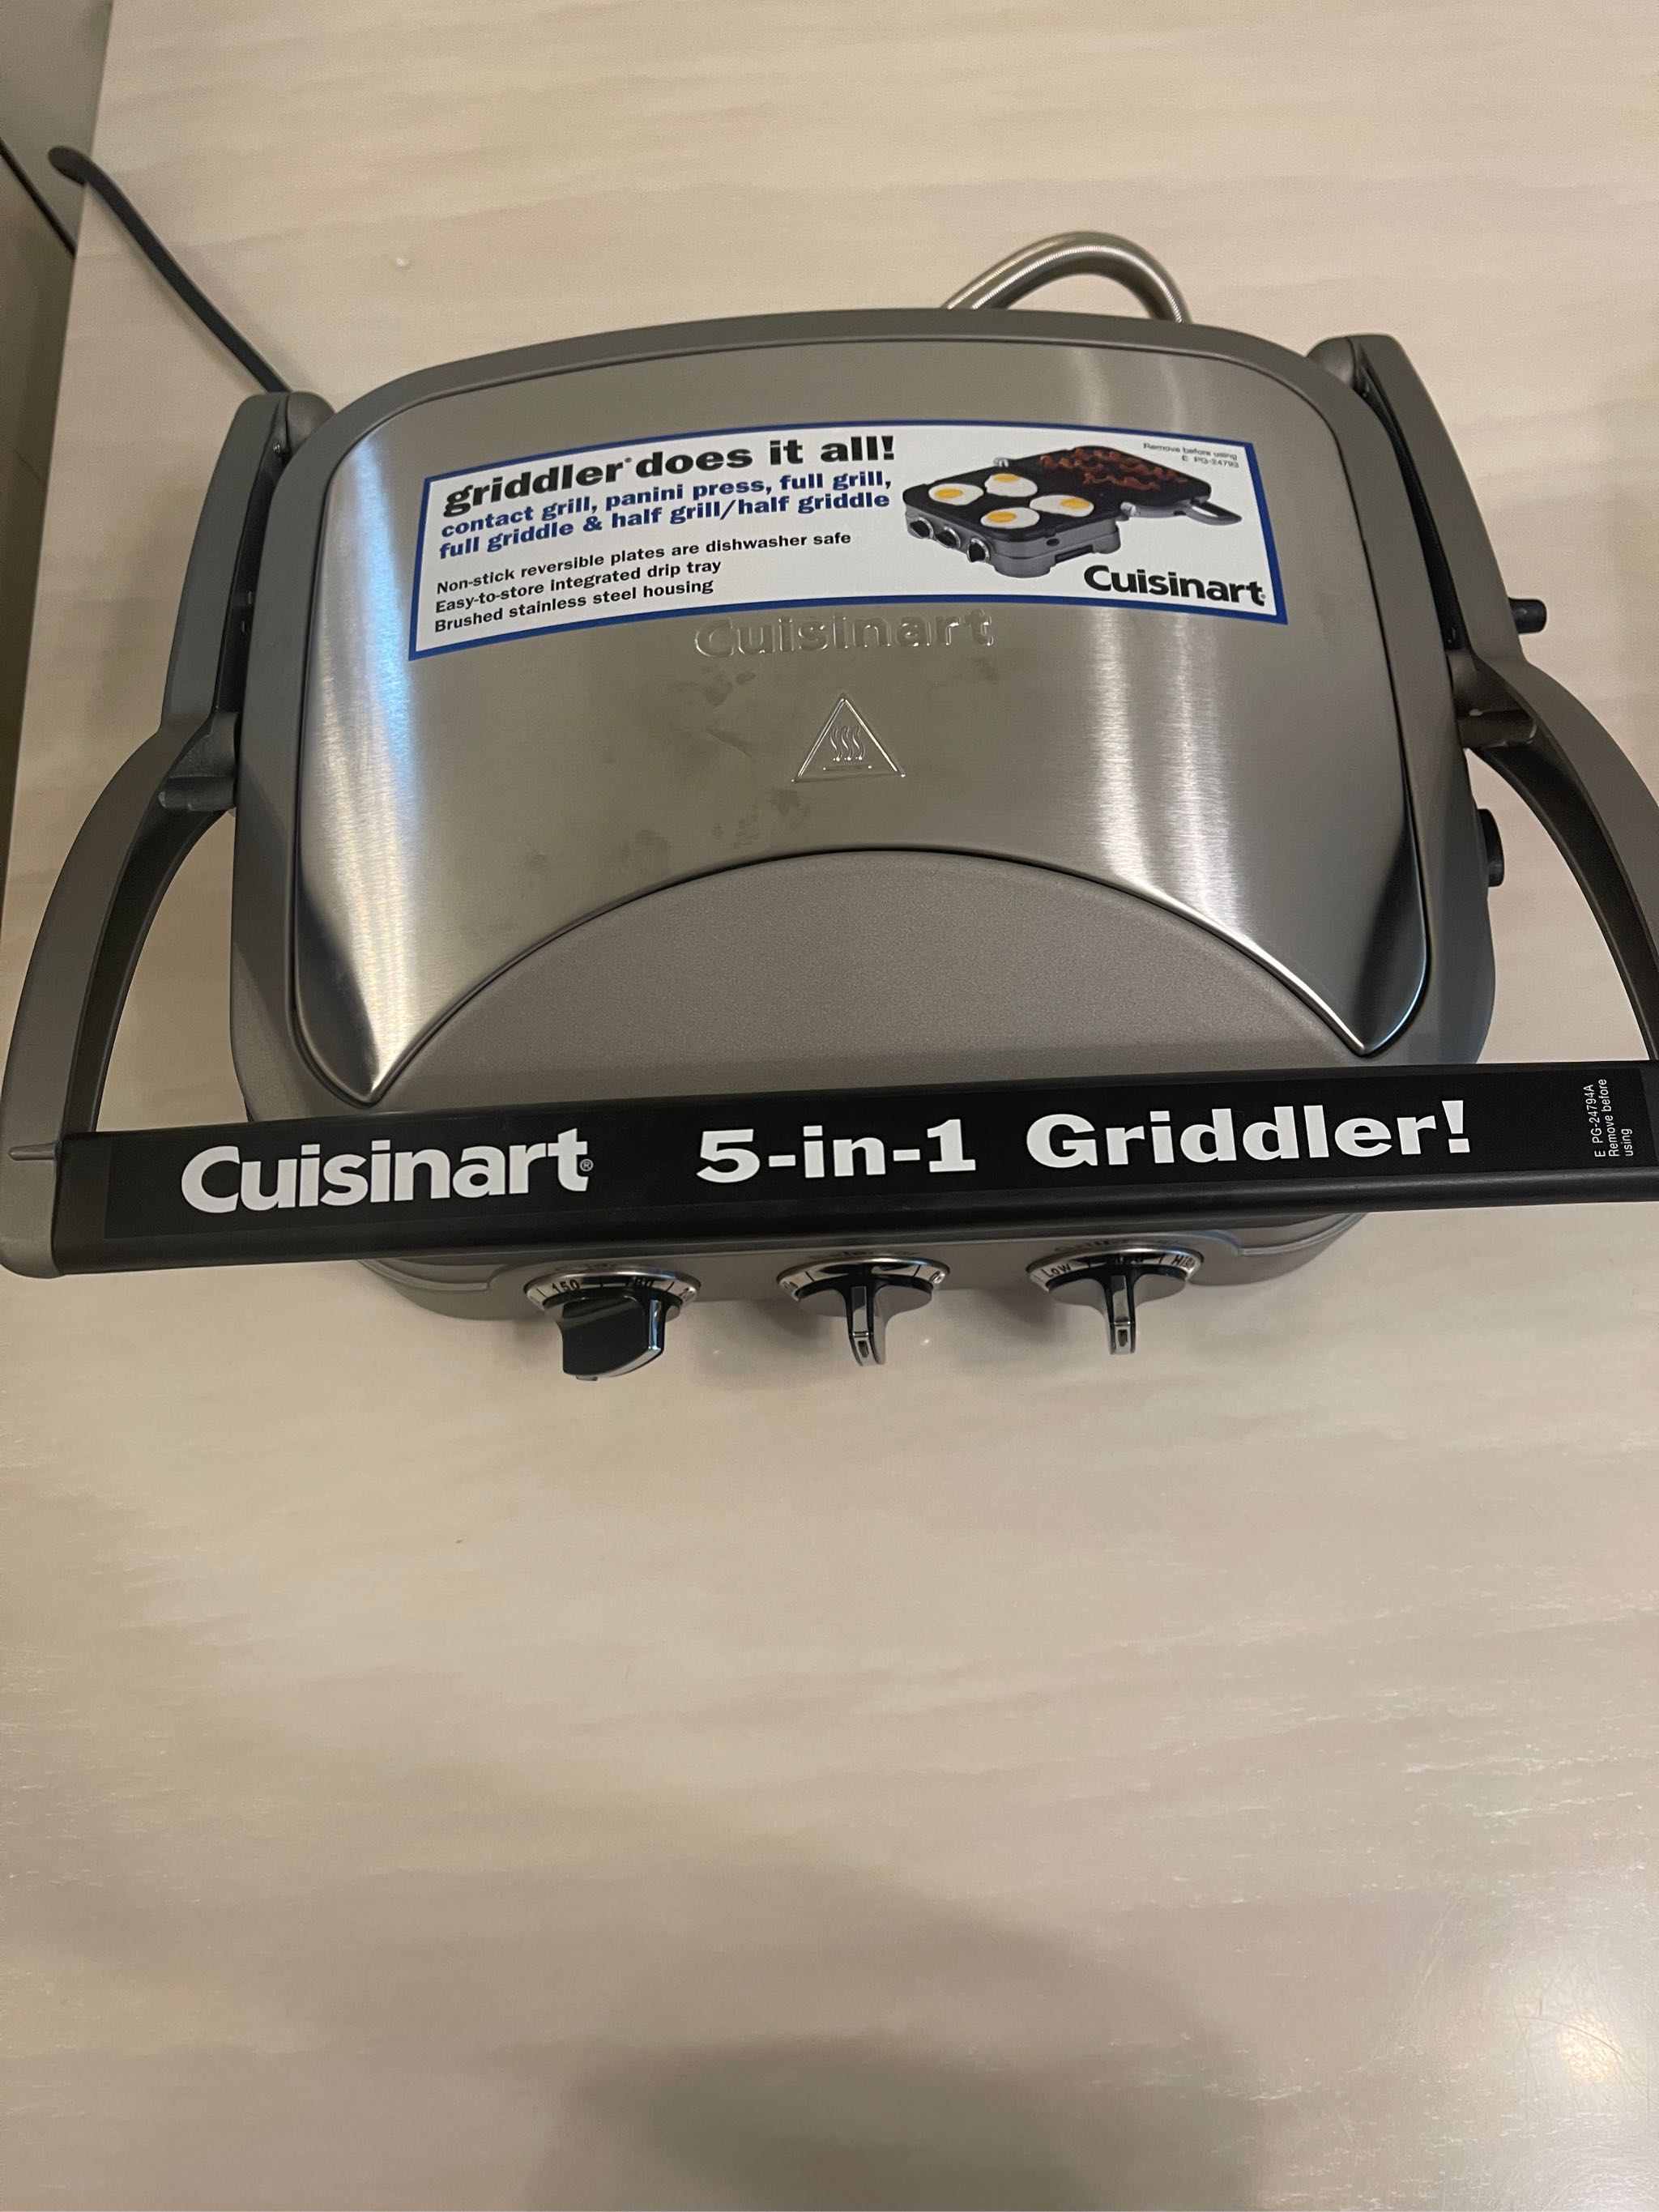 griddler® does it all!
contact grill, panini press, full grill,
full griddle & half grill/half griddle
Non-stick reversible plates are dishwasher safe
Easy-to-store integrated drip tray
Brushed stainless steel housing
Remove before using
E PG-24793
Cuisinart®
Cuisinart
Cuisinart® 5-in-1 Griddler!
E PG-24794A
Remove before
using
150
Low